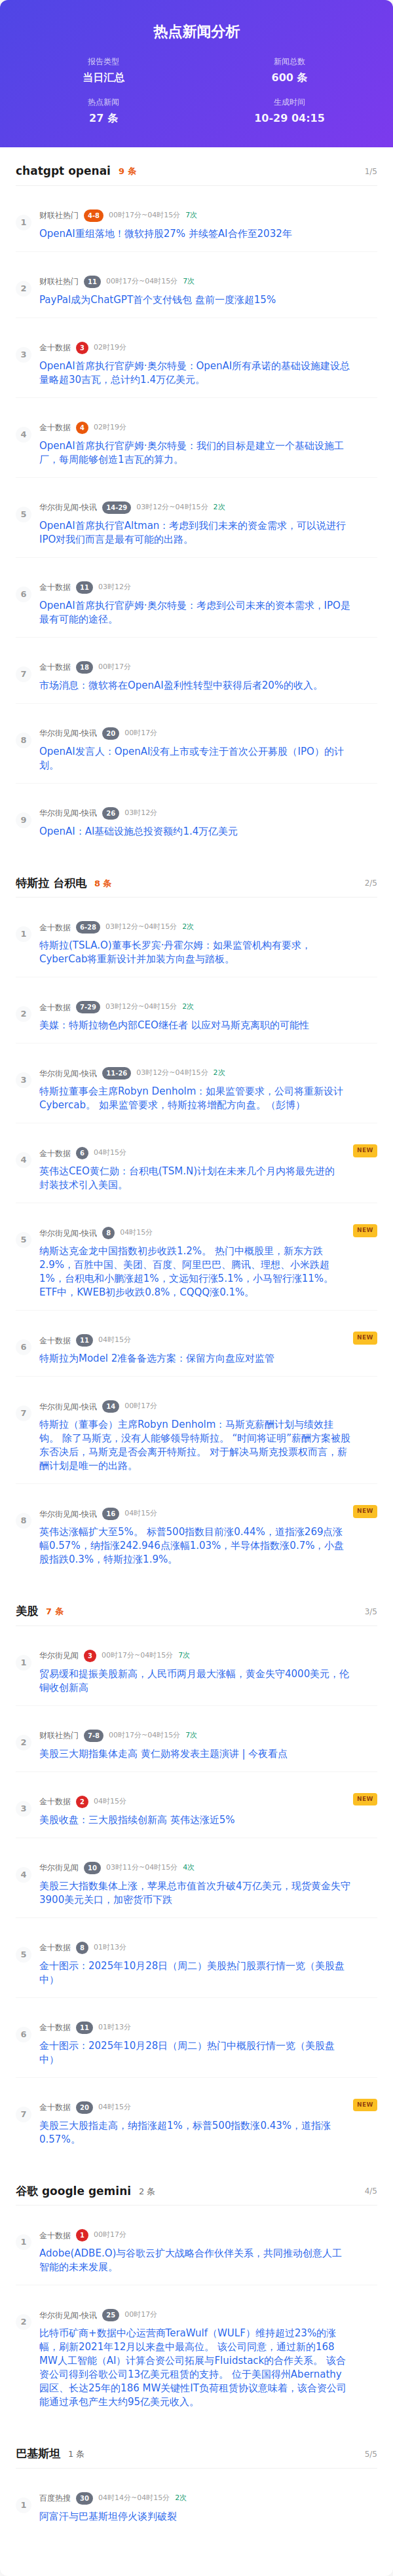 热点新闻分析
报告类型
新闻总数
当日汇总
600 条
热点新闻
生成时间
27 条
10-29 04:15
chatgpt openai 9 条 1/5
1
财联社热门 4-8 00时17分~04时15分 7次
OpenAI重组落地！微软持股27% 并续签AI合作至2032年
2
财联社热门 11 00时17分~04时15分 7次
PayPal成为ChatGPT首个支付钱包 盘前一度涨超15%
3
金十数据 3 02时19分
OpenAI首席执行官萨姆·奥尔特曼：OpenAI所有承诺的基础设施建设总
量略超30吉瓦，总计约1.4万亿美元。
4
金十数据 4 02时19分
OpenAI首席执行官萨姆·奥尔特曼：我们的目标是建立一个基础设施工
厂，每周能够创造1吉瓦的算力。
5
华尔街见闻-快讯 14-29 03时12分~04时15分 2次
OpenAI首席执行官Altman：考虑到我们未来的资金需求，可以说进行
IPO对我们而言是最有可能的出路。
6
金十数据 11 03时12分
OpenAI首席执行官萨姆·奥尔特曼：考虑到公司未来的资本需求，IPO是
最有可能的途径。
7
金十数据 18 00时17分
市场消息：微软将在OpenAI盈利性转型中获得后者20%的收入。
8
华尔街见闻-快讯 20 00时17分
OpenAI发言人：OpenAI没有上市或专注于首次公开募股（IPO）的计
划。
9
华尔街见闻-快讯 26 03时12分
OpenAI：AI基础设施总投资额约1.4万亿美元
特斯拉 台积电 8 条 2/5
1
金十数据 6-28 03时12分~04时15分 2次
特斯拉(TSLA.O)董事长罗宾·丹霍尔姆：如果监管机构有要求，
CyberCab将重新设计并加装方向盘与踏板。
2
金十数据 7-29 03时12分~04时15分 2次
美媒：特斯拉物色内部CEO继任者 以应对马斯克离职的可能性
3
华尔街见闻-快讯 11-26 03时12分~04时15分 2次
特斯拉董事会主席Robyn Denholm：如果监管要求，公司将重新设计
Cybercab。 如果监管要求，特斯拉将增配方向盘。（彭博）
4
金十数据 6 04时15分 NEW
英伟达CEO黄仁勋：台积电(TSM.N)计划在未来几个月内将最先进的
封装技术引入美国。
5
华尔街见闻-快讯 8 04时15分 NEW
纳斯达克金龙中国指数初步收跌1.2%。 热门中概股里，新东方跌
2.9%，百胜中国、美团、百度、阿里巴巴、腾讯、理想、小米跌超
1%，台积电和小鹏涨超1%，文远知行涨5.1%，小马智行涨11%。
ETF中，KWEB初步收跌0.8%，CQQQ涨0.1%。
6
金十数据 11 04时15分 NEW
特斯拉为Model 2准备备选方案：保留方向盘应对监管
7
华尔街见闻-快讯 14 00时17分
特斯拉（董事会）主席Robyn Denholm：马斯克薪酬计划与绩效挂
钩。 除了马斯克，没有人能够领导特斯拉。 “时间将证明”薪酬方案被股
东否决后，马斯克是否会离开特斯拉。 对于解决马斯克投票权而言，薪
酬计划是唯一的出路。
8
华尔街见闻-快讯 16 04时15分 NEW
英伟达涨幅扩大至5%。 标普500指数目前涨0.44%，道指涨269点涨
幅0.57%，纳指涨242.946点涨幅1.03%，半导体指数涨0.7%，小盘
股指跌0.3%，特斯拉涨1.9%。
美股 7 条 3/5
1
华尔街见闻 3 00时17分~04时15分 7次
贸易缓和提振美股新高，人民币两月最大涨幅，黄金失守4000美元，伦
铜收创新高
2
财联社热门 7-8 00时17分~04时15分 7次
美股三大期指集体走高 黄仁勋将发表主题演讲 | 今夜看点
3
金十数据 2 04时15分 NEW
美股收盘：三大股指续创新高 英伟达涨近5%
4
华尔街见闻 10 03时11分~04时15分 4次
美股三大指数集体上涨，苹果总市值首次升破4万亿美元，现货黄金失守
3900美元关口，加密货币下跌
5
金十数据 8 01时13分
金十图示：2025年10月28日（周二）美股热门股票行情一览（美股盘
中）
6
金十数据 11 01时13分
金十图示：2025年10月28日（周二）热门中概股行情一览（美股盘
中）
7
金十数据 20 04时15分 NEW
美股三大股指走高，纳指涨超1%，标普500指数涨0.43%，道指涨
0.57%。
谷歌 google gemini 2 条 4/5
1
金十数据 1 00时17分
Adobe(ADBE.O)与谷歌云扩大战略合作伙伴关系，共同推动创意人工
智能的未来发展。
2
华尔街见闻-快讯 25 00时17分
比特币矿商+数据中心运营商TeraWulf（WULF）维持超过23%的涨
幅，刷新2021年12月以来盘中最高位。 该公司同意，通过新的168
MW人工智能（AI）计算合资公司拓展与Fluidstack的合作关系。 该合
资公司得到谷歌公司13亿美元租赁的支持。 位于美国得州Abernathy
园区、长达25年的186 MW关键性IT负荷租赁协议意味着，该合资公司
能通过承包产生大约95亿美元收入。
巴基斯坦 1 条 5/5
1
百度热搜 30 04时14分~04时15分 2次
阿富汗与巴基斯坦停火谈判破裂